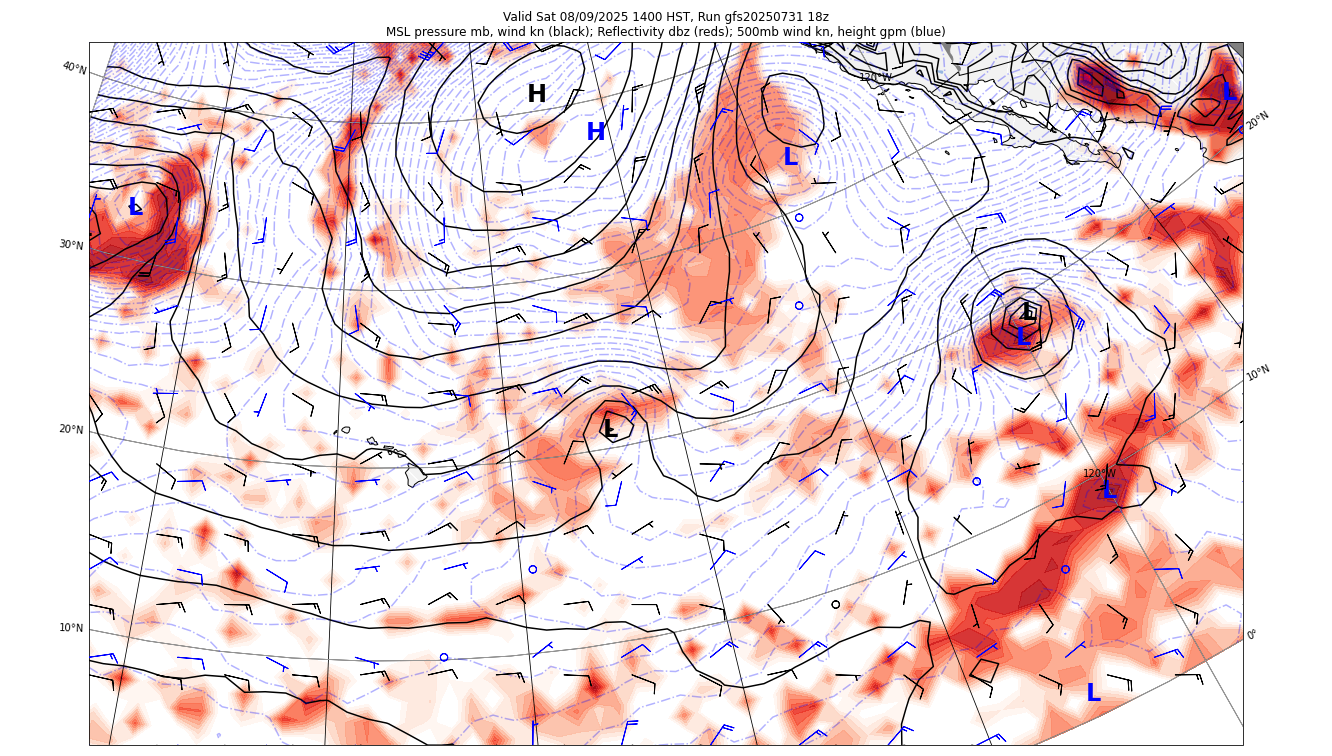 Valid Sat 08/09/2025 1400 HST, Run gfs20250731 18z
MSL pressure mb, wind kn (black); Reflectivity dbz (reds); 500mb wind kn, height gpm (blue)
40°N
120°W
H
L
20°N
H
L
L
30°N
L
L
10°N
20°N
L
120°W
L
10°N
0°
L